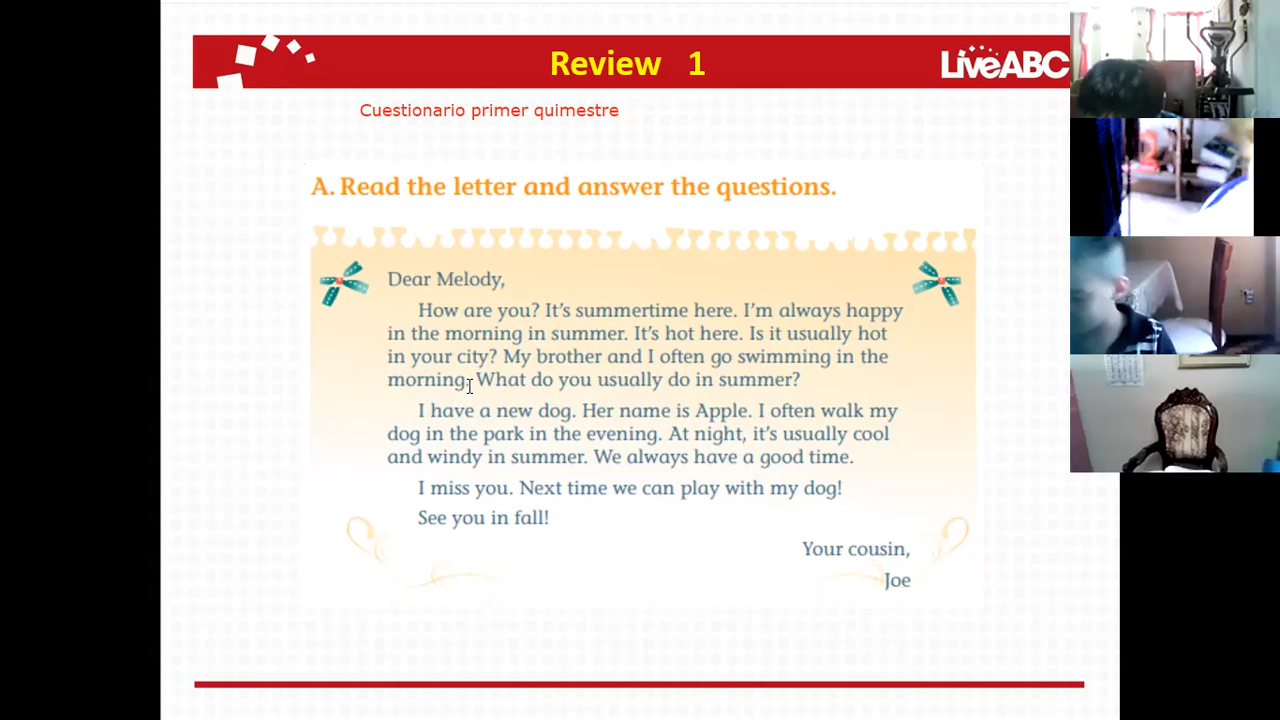 Review 1
LiveABC
Cuestionario primer quimestre
A. Read the letter and answer the questions.
Dear Melody,
How are you? It's summertime here. I'm always happy
in the morning in summer. It's hot here. Is it usually hot
in your city? My brother and I often go swimming in the
morning. What do you usually do in summer?
I have a new dog. Her name is Apple. I often walk my
dog in the park in the evening. At night, it's usually cool
and windy in summer. We always have a good time.
I miss you. Next time we can play with my dog!
See you in fall!
Your cousin,
Joe